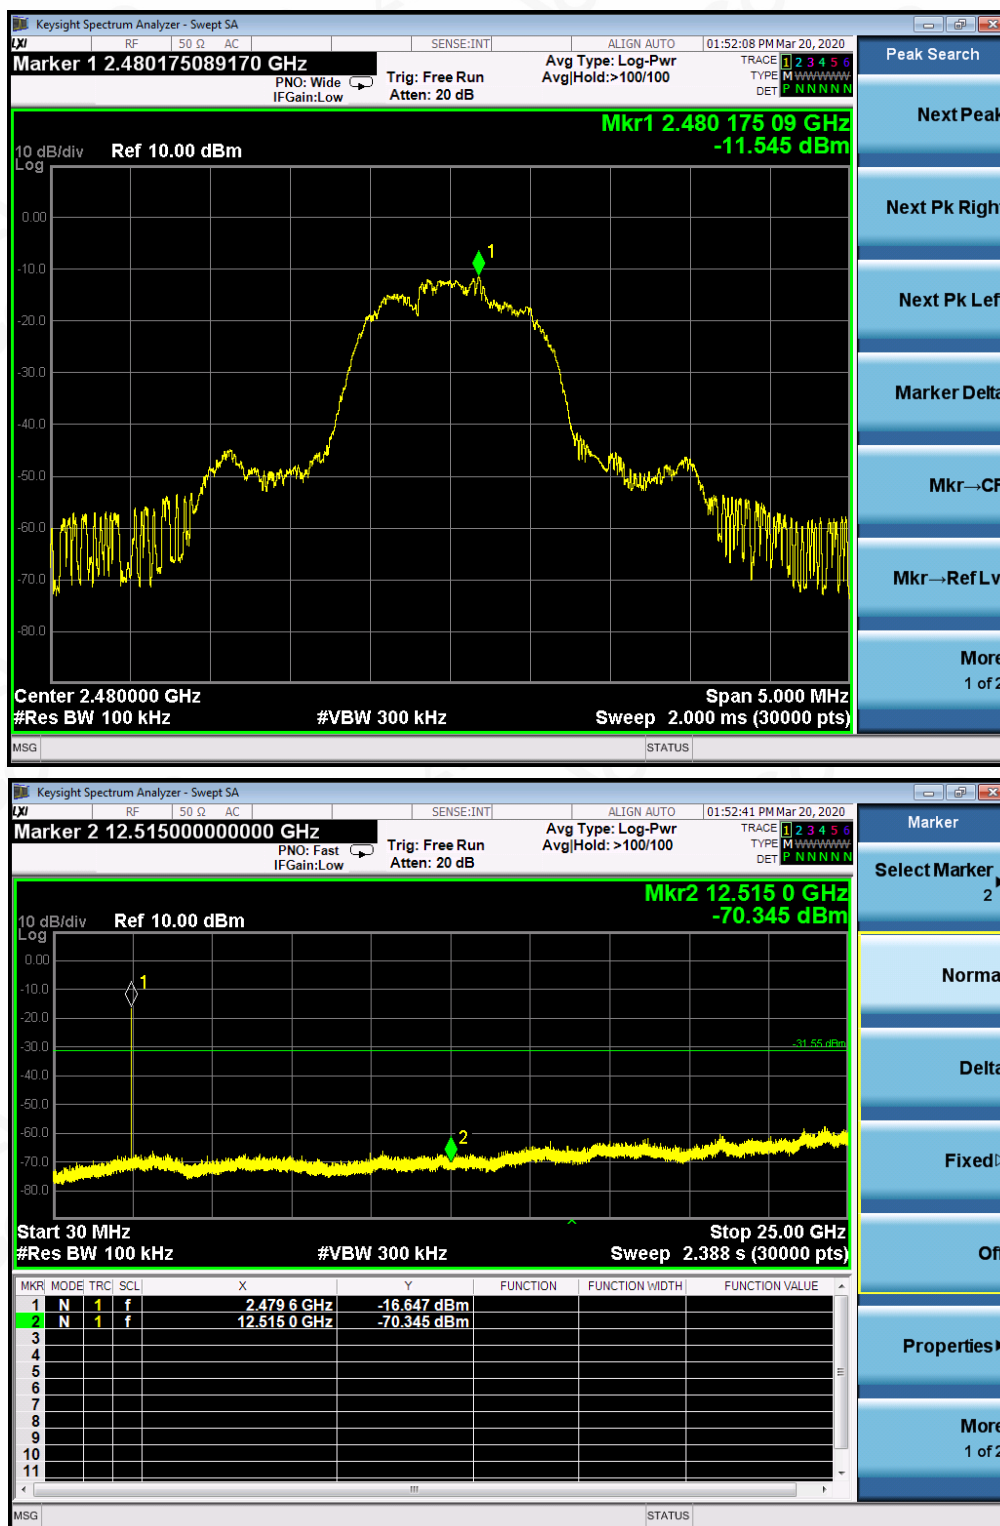 Keysight Spectrum Analyzer - Swept SA
LXI RF 50 Ω AC SENSE:INT ALIGN AUTO 01:52:08 PM Mar 20, 2020
Marker 1 2.480175089170 GHz
PNO: Wide
IFGain:Low
Trig: Free Run
Atten: 20 dB
Avg Type: Log-Pwr
Avg|Hold:>100/100
TRACE 1 2 3 4 5 6
TYPE M WWWWW
DET P N N N N N
Peak Search
Next Peak
Next Pk Right
Next Pk Left
Marker Delta
Mkr→CF
Mkr→Ref Lv
More
1 of 2
Mkr1 2.480 175 09 GHz
-11.545 dBm
10 dB/div Ref 10.00 dBm
Log
1
0.00
-10.0
-20.0
-30.0
-40.0
-50.0
-60.0
-70.0
-80.0
Center 2.480000 GHz Span 5.000 MHz
#Res BW 100 kHz #VBW 300 kHz Sweep 2.000 ms (30000 pts)
MSG STATUS
Keysight Spectrum Analyzer - Swept SA
LXI RF 50 Ω AC SENSE:INT ALIGN AUTO 01:52:41 PM Mar 20, 2020
Marker 2 12.515000000000 GHz
PNO: Fast
IFGain:Low
Trig: Free Run
Atten: 20 dB
Avg Type: Log-Pwr
Avg|Hold: >100/100
TRACE 1 2 3 4 5 6
TYPE M WWWWW
DET P N N N N N
Marker
Select Marker
2
Normal
Delta
Fixed
Off
Properties
More
1 of 2
Mkr2 12.515 0 GHz
-70.345 dBm
10 dB/div Ref 10.00 dBm
Log
0.00
1
-10.0
-20.0
-30.0
-31.55 dBm
-40.0
-50.0
-60.0
2
-70.0
-80.0
Start 30 MHz Stop 25.00 GHz
#Res BW 100 kHz #VBW 300 kHz Sweep 2.388 s (30000 pts)
MKR MODE TRC SCL X Y FUNCTION FUNCTION WIDTH FUNCTION VALUE
1 N 1 f 2.479 6 GHz -16.647 dBm
2 N 1 f 12.515 0 GHz -70.345 dBm
3
4
5
6
7
8
9
10
11
MSG STATUS